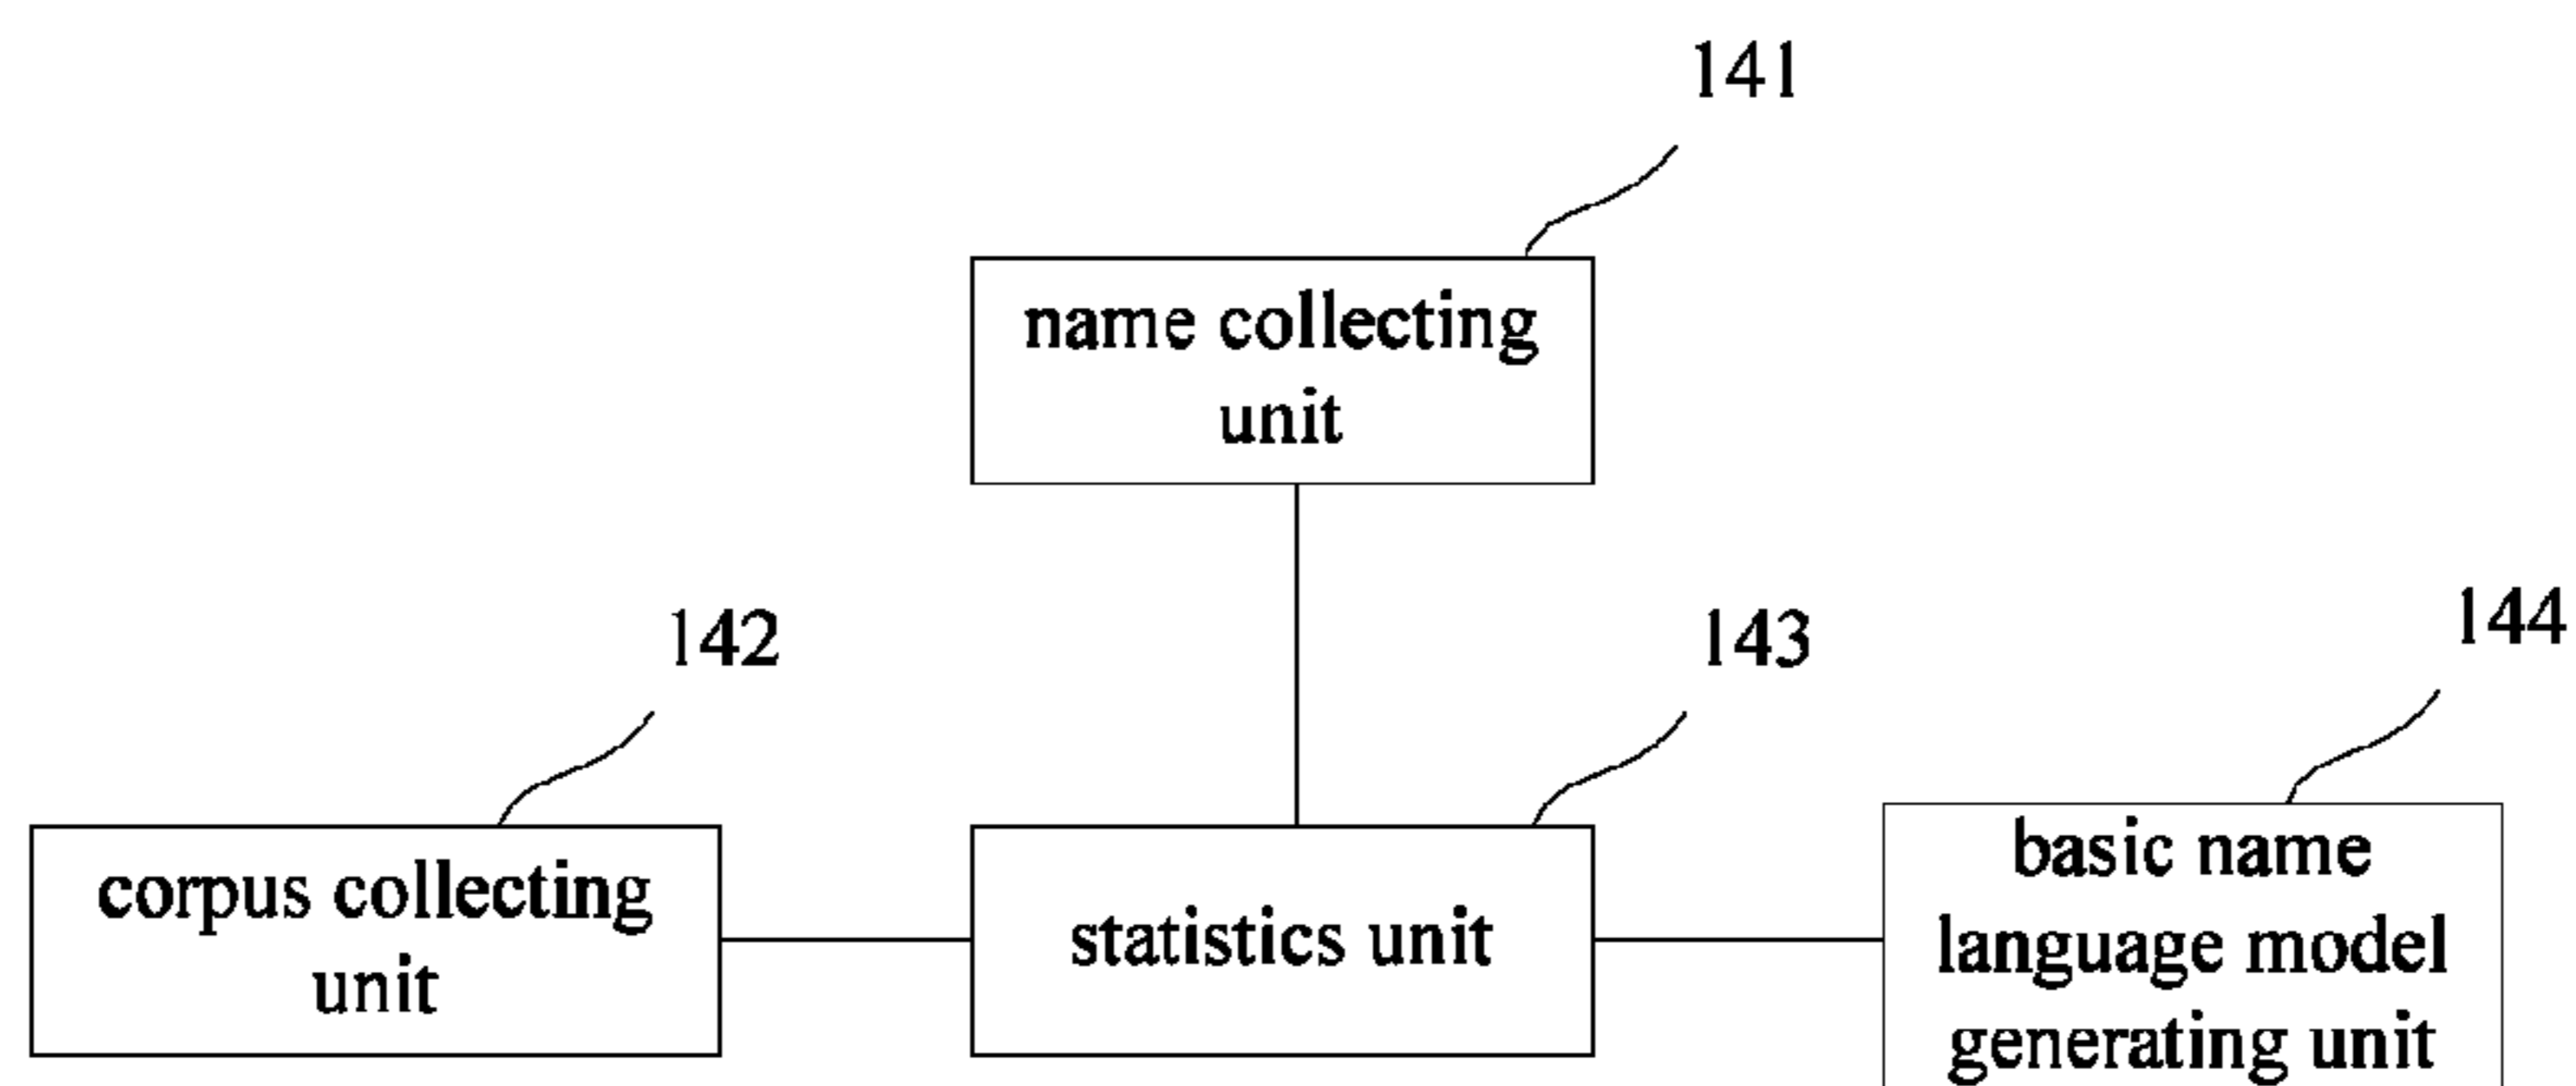 141
name collecting
unit
142
143
144
corpus collecting
unit
statistics unit
basic name
language model
generating unit